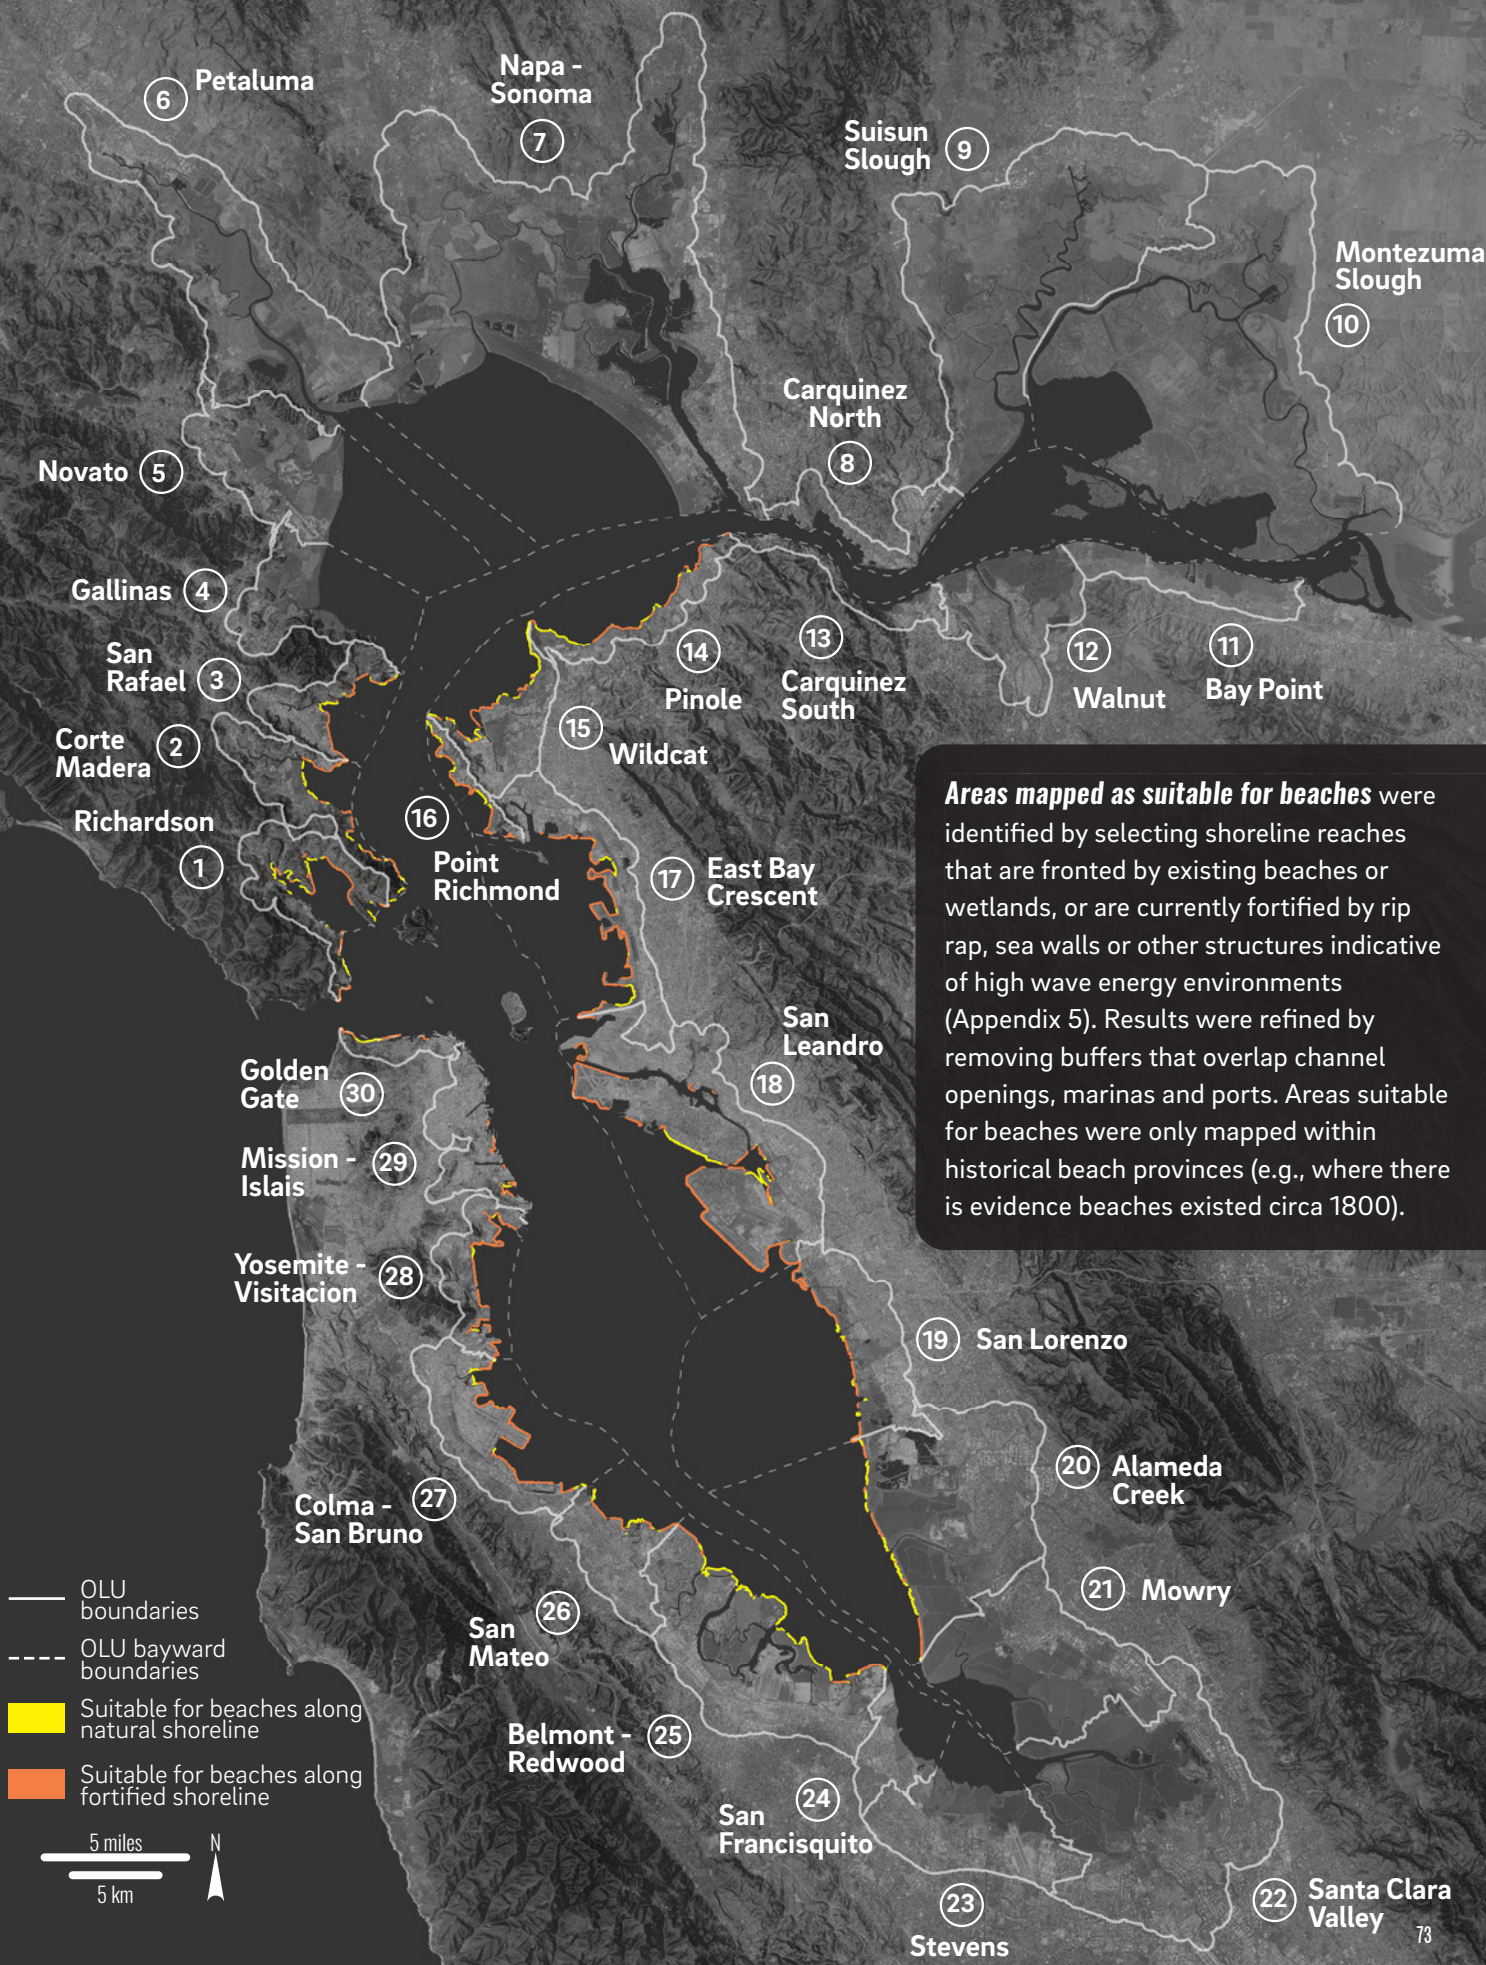 6 Petaluma
Napa -
Sonoma
7
Suisun
Slough 9
Montezuma
Slough
10
Carquinez
North
8
Novato 5
Gallinas 4
San
Rafael 3
Corte
Madera 2
Richardson
1
14
Pinole
13
Carquinez
South
12
Walnut
11
Bay Point
15
Wildcat
16
Point
Richmond
17 East Bay
Crescent
Areas mapped as suitable for beaches were
identified by selecting shoreline reaches
that are fronted by existing beaches or
wetlands, or are currently fortified by rip
rap, sea walls or other structures indicative
of high wave energy environments
(Appendix 5). Results were refined by
removing buffers that overlap channel
openings, marinas and ports. Areas suitable
for beaches were only mapped within
historical beach provinces (e.g., where there
is evidence beaches existed circa 1800).
San
Leandro
18
Golden
Gate 30
Mission -
Islais 29
Yosemite -
Visitacion 28
19 San Lorenzo
20 Alameda
Creek
Colma -
San Bruno 27
21 Mowry
San
Mateo 26
Belmont -
Redwood 25
San
Francisquito 24
23
Stevens
22 Santa Clara
Valley
OLU
boundaries
OLU bayward
boundaries
Suitable for beaches along
natural shoreline
Suitable for beaches along
fortified shoreline
5 miles
5 km
N
73